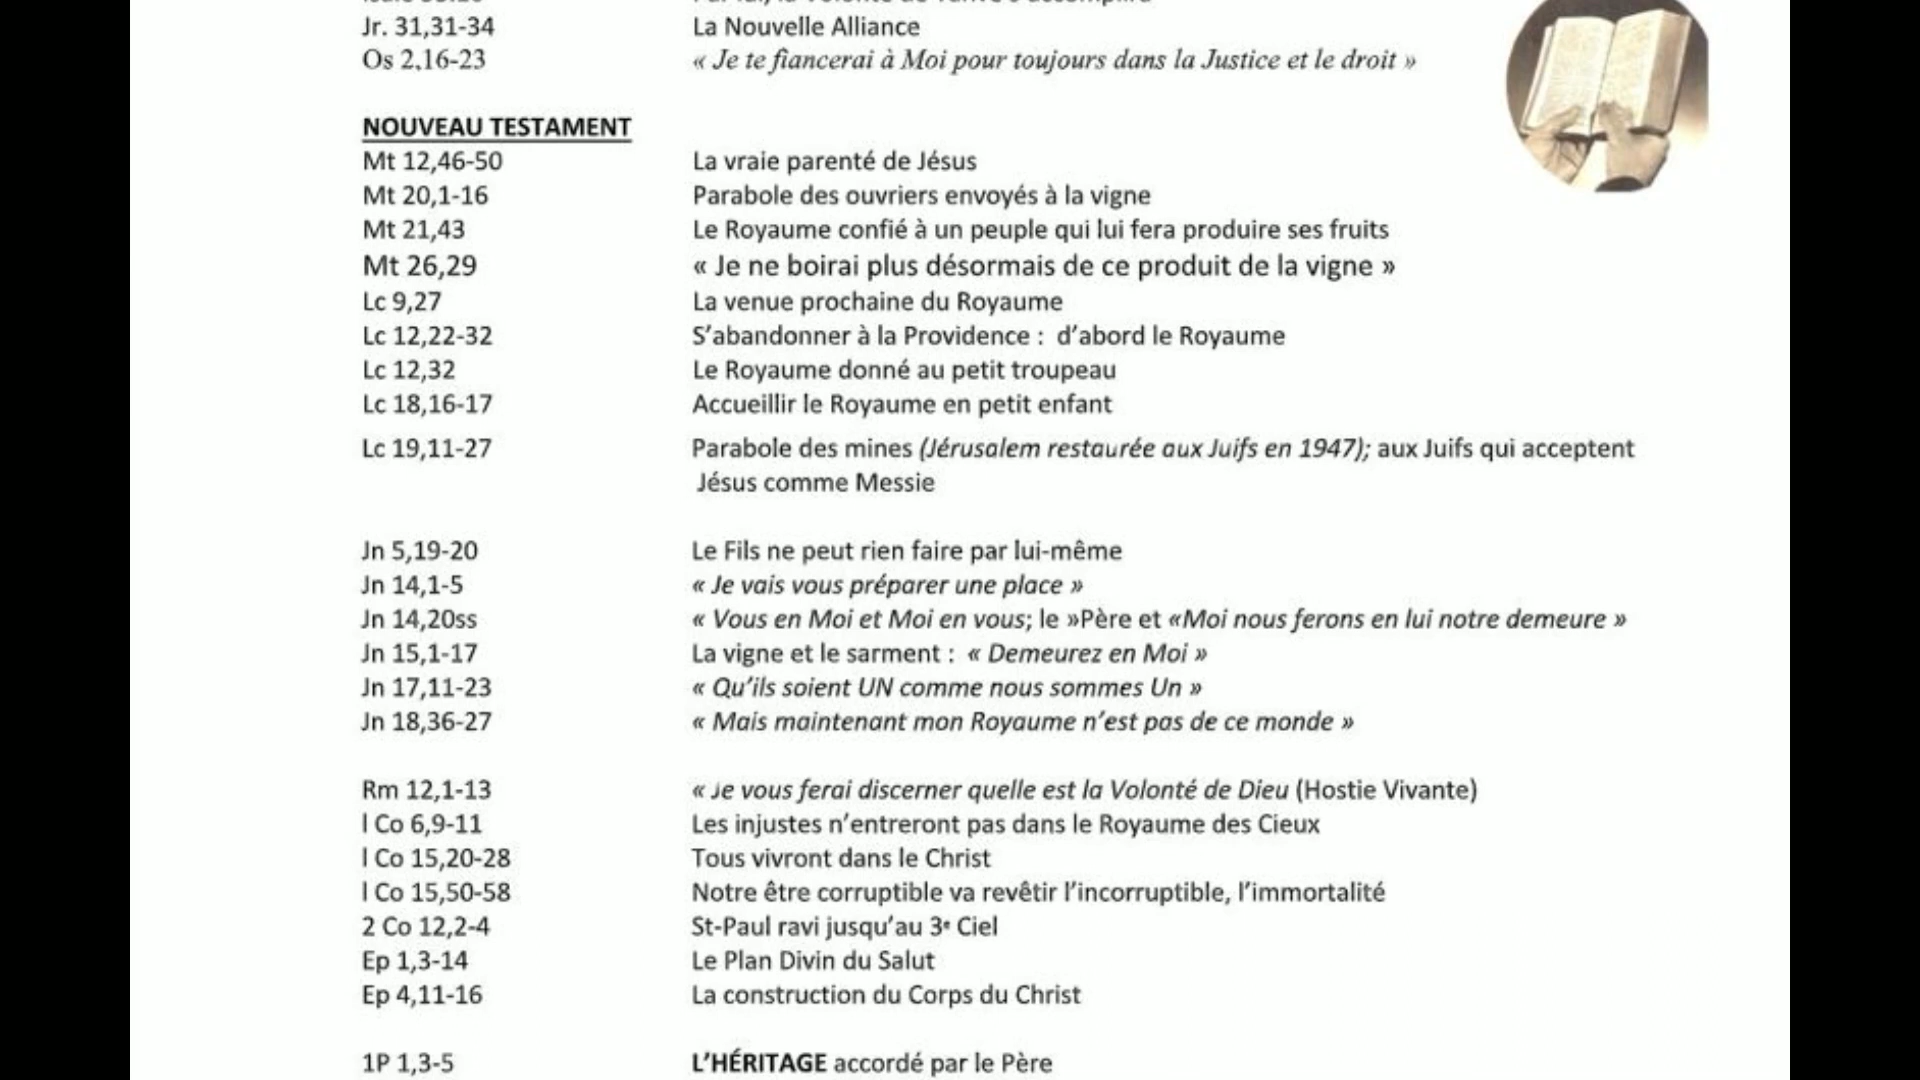 Jr. 31,31-34 La Nouvelle Alliance
Os 2,16-23 « Je te fiancerai à Moi pour toujours dans la Justice et le droit »
NOUVEAU TESTAMENT
Mt 12,46-50 La vraie parenté de Jésus
Mt 20,1-16 Parabole des ouvriers envoyés à la vigne
Mt 21,43 Le Royaume confié à un peuple qui lui fera produire ses fruits
Mt 26,29 « Je ne boirai plus désormais de ce produit de la vigne »
Lc 9,27 La venue prochaine du Royaume
Lc 12,22-32 S’abandonner à la Providence : d’abord le Royaume
Lc 12,32 Le Royaume donné au petit troupeau
Lc 18,16-17 Accueillir le Royaume en petit enfant
Lc 19,11-27 Parabole des mines (Jérusalem restaurée aux Juifs en 1947); aux Juifs qui acceptent
Jésus comme Messie
Jn 5,19-20 Le Fils ne peut rien faire par lui-même
Jn 14,1-5 « Je vais vous préparer une place »
Jn 14,20ss « Vous en Moi et Moi en vous; le »Père et «Moi nous ferons en lui notre demeure »
Jn 15,1-17 La vigne et le sarment : « Demeurez en Moi »
Jn 17,11-23 « Qu’ils soient UN comme nous sommes Un »
Jn 18,36-27 « Mais maintenant mon Royaume n’est pas de ce monde »
Rm 12,1-13 « Je vous ferai discerner quelle est la Volonté de Dieu (Hostie Vivante)
l Co 6,9-11 Les injustes n’entreront pas dans le Royaume des Cieux
l Co 15,20-28 Tous vivront dans le Christ
l Co 15,50-58 Notre être corruptible va revêtir l’incorruptible, l’immortalité
2 Co 12,2-4 St-Paul ravi jusqu’au 3e Ciel
Ep 1,3-14 Le Plan Divin du Salut
Ep 4,11-16 La construction du Corps du Christ
1P 1,3-5 L’HÉRITAGE accordé par le Père